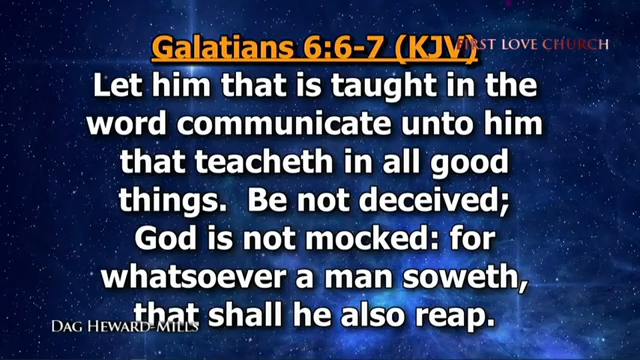 Galatians 6:6-7 (KJV)
FIRST LOVE CHURCH
Let him that is taught in the
word communicate unto him
that teacheth in all good
things.  Be not deceived;
God is not mocked: for
whatsoever a man soweth,
that shall he also reap.
DAG HEWARD-MILLS